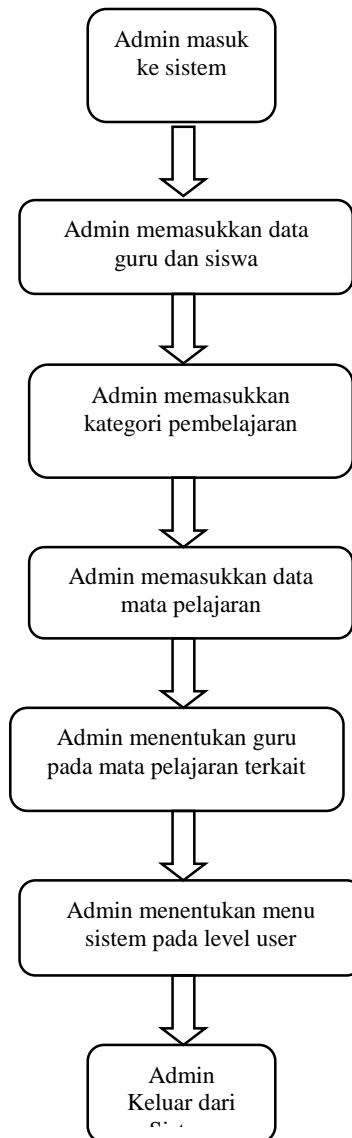 Admin masuk
ke sistem
Admin memasukkan data
guru dan siswa
Admin memasukkan
kategori pembelajaran
Admin memasukkan data
mata pelajaran
Admin menentukan guru
pada mata pelajaran terkait
Admin menentukan menu
sistem pada level user
Admin
Keluar dari